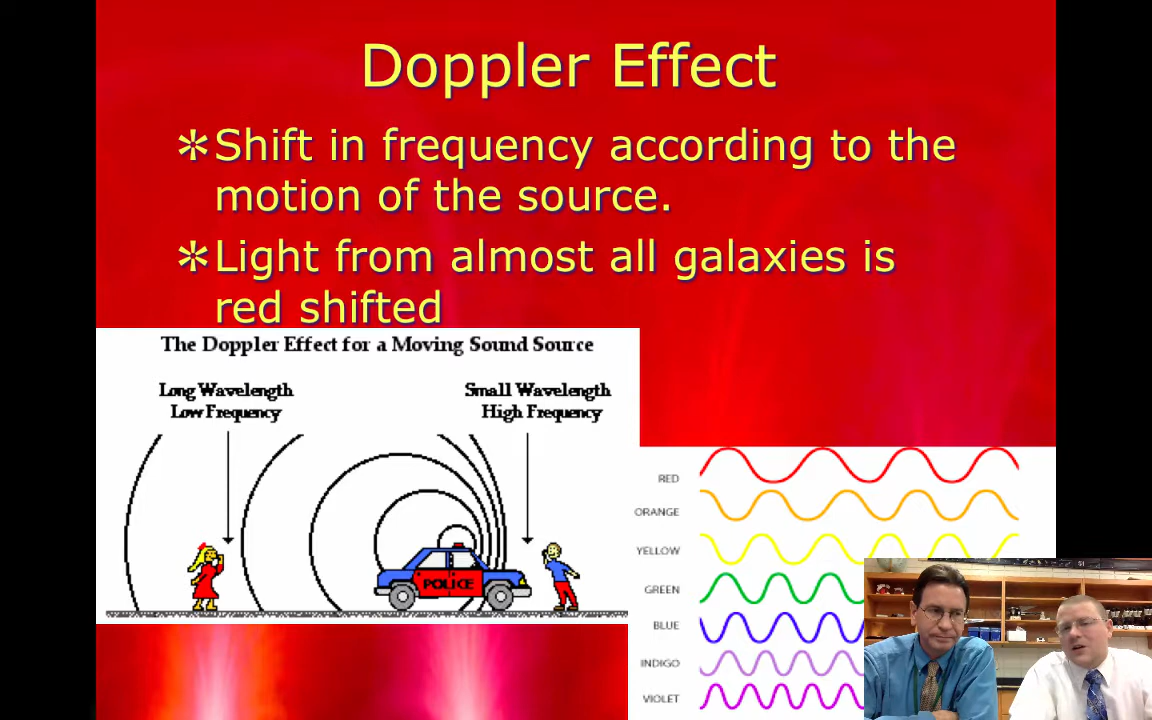 Doppler Effect
✲Shift in frequency according to the
motion of the source.
✲Light from almost all galaxies is
red shifted
The Doppler Effect for a Moving Sound Source
Long Wavelength
Low Frequency
Small Wavelength
High Frequency
POLICE
RED
ORANGE
YELLOW
GREEN
BLUE
INDIGO
VIOLET